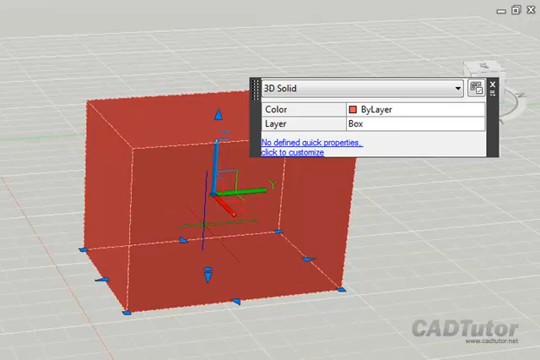 3D Solid
Color ByLayer
Layer Box
No defined quick properties,
click to customize
Y
CADTutor
www.cadtutor.net